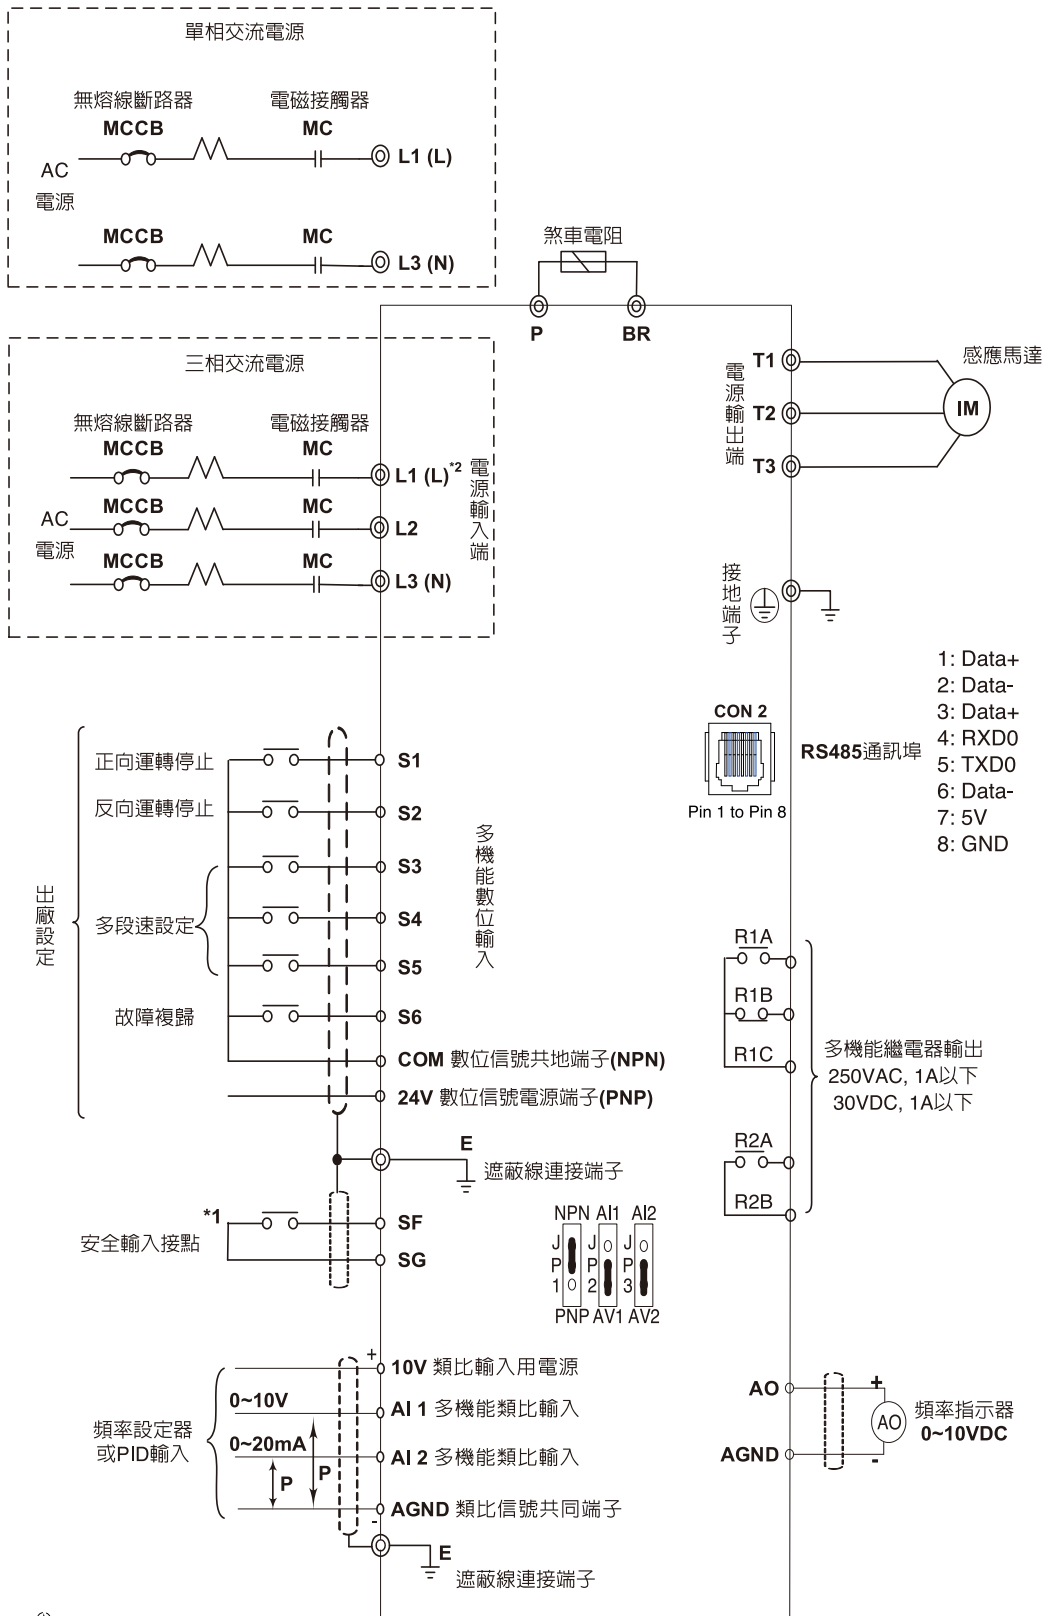 單相交流電源
無熔線斷路器 電磁接觸器
MCCB MC
L1 (L)
AC
電源
MCCB MC
L3 (N)
煞車電阻
P BR
三相交流電源
無熔線斷路器 電磁接觸器
MCCB MC
L1 (L)*2
MCCB MC
L2
AC
電源
MCCB MC
L3 (N)
電源輸入端
電源輸出端
T1
T2
T3
感應馬達
IM
接地端子
CON 2
Pin 1 to Pin 8
RS485通訊埠
1: Data+
2: Data-
3: Data+
4: RXD0
5: TXD0
6: Data-
7: 5V
8: GND
出廠設定
正向運轉停止 S1
反向運轉停止 S2
S3
多段速設定 S4
S5
故障複歸 S6
多機能數位輸入
COM 數位信號共地端子(NPN)
24V 數位信號電源端子(PNP)
E
遮蔽線連接端子
R1A
R1B
R1C
R2A
R2B
多機能繼電器輸出
250VAC, 1A以下
30VDC, 1A以下
*1
安全輸入接點
SF
SG
NPN AI1 AI2
J J J
P P P
1 2 3
PNP AV1 AV2
頻率設定器
或PID輸入
+
10V 類比輸入用電源
0~10V
AI 1 多機能類比輸入
0~20mA
AI 2 多機能類比輸入
P P
AGND 類比信號共同端子
-
E
遮蔽線連接端子
AO
AGND
+
AO
-
頻率指示器
0~10VDC